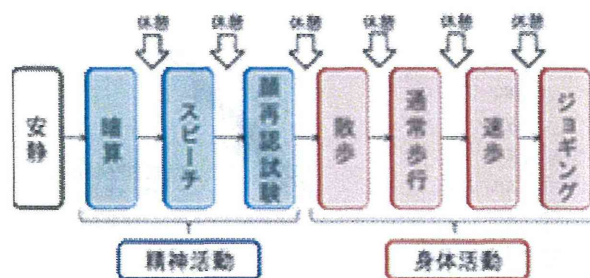 休憩 休憩 休憩 休憩 休憩 休憩
安静
暗算
スピーチ
顔再認試験
散歩
通常歩行
速歩
ジョギング
精神活動 身体活動